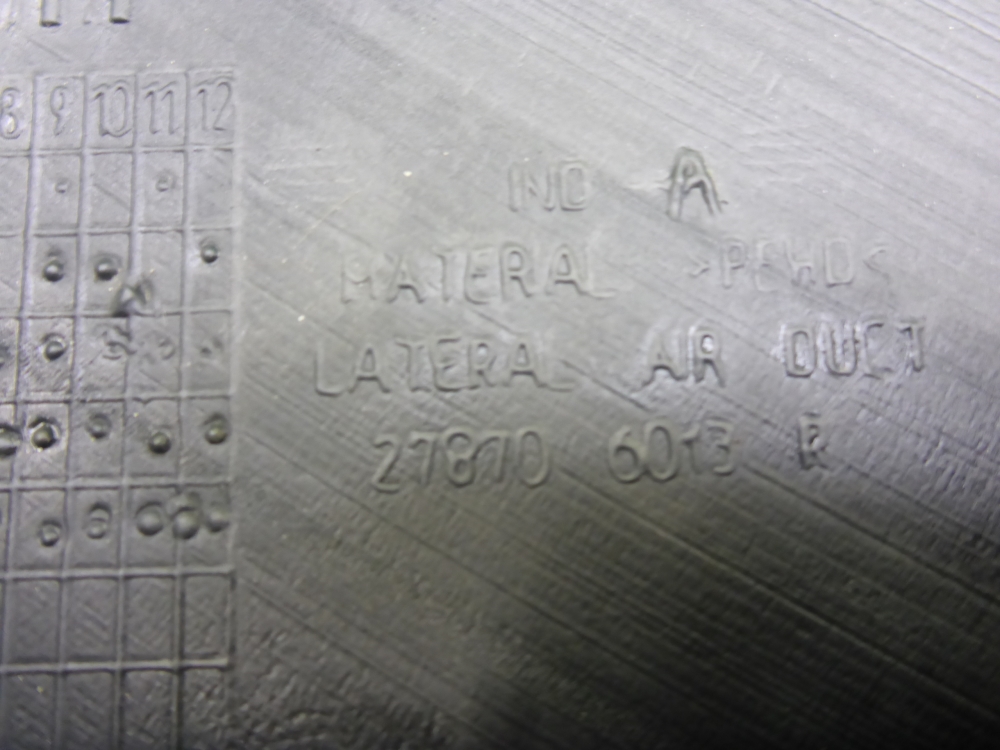 8 9 10 11 12
IND A
MATERIAL >PEHD<
LATERAL AIR DUCT
27870 6013 R